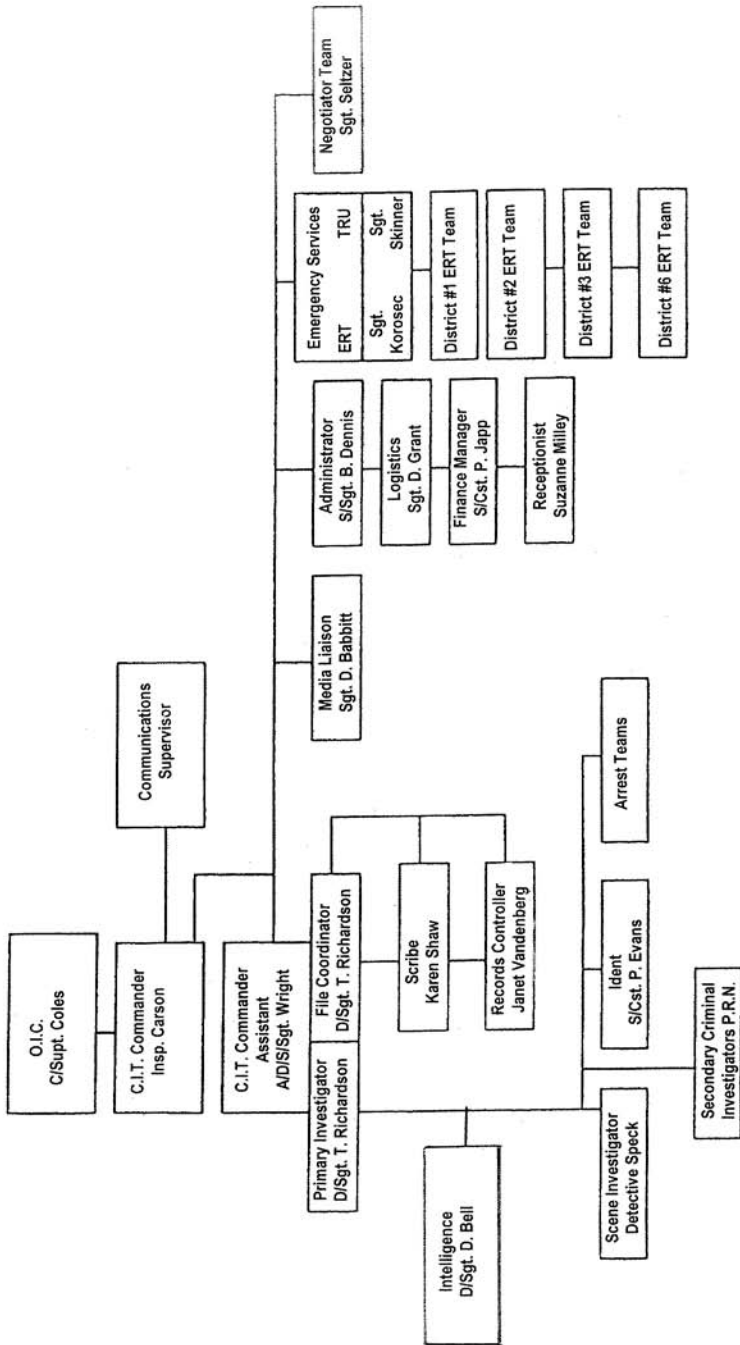 O.I.C.
C/Supt. Coles
C.I.T. Commander
Insp. Carson
Communications
Supervisor
C.I.T. Commander
Assistant
A/D/S/Sgt. Wright
Primary Investigator
D/Sgt. T. Richardson
File Coordinator
D/Sgt. T. Richardson
Scribe
Karen Shaw
Records Controller
Janet Vandenberg
Intelligence
D/Sgt. D. Bell
Scene Investigator
Detective Speck
Ident
S/Cst. P. Evans
Arrest Teams
Secondary Criminal
Investigators P.R.N.
Media Liaison
Sgt. D. Babbitt
Administrator
S/Sgt. B. Dennis
Logistics
Sgt. D. Grant
Finance Manager
S/Cst. P. Japp
Receptionist
Suzanne Milley
Emergency Services
ERT TRU
Sgt. Sgt.
Korosec Skinner
District #1 ERT Team
District #2 ERT Team
District #3 ERT Team
District #6 ERT Team
Negotiator Team
Sgt. Seltzer